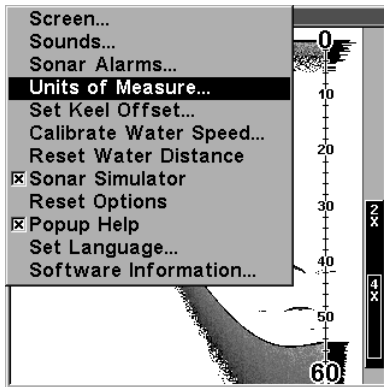 Screen...
Sounds...
Sonar Alarms...
Units of Measure...
Set Keel Offset...
Calibrate Water Speed...
Reset Water Distance
Sonar Simulator
Reset Options
Popup Help
Set Language...
Software Information...
0
10
20
30
40
50
60
2X
4X